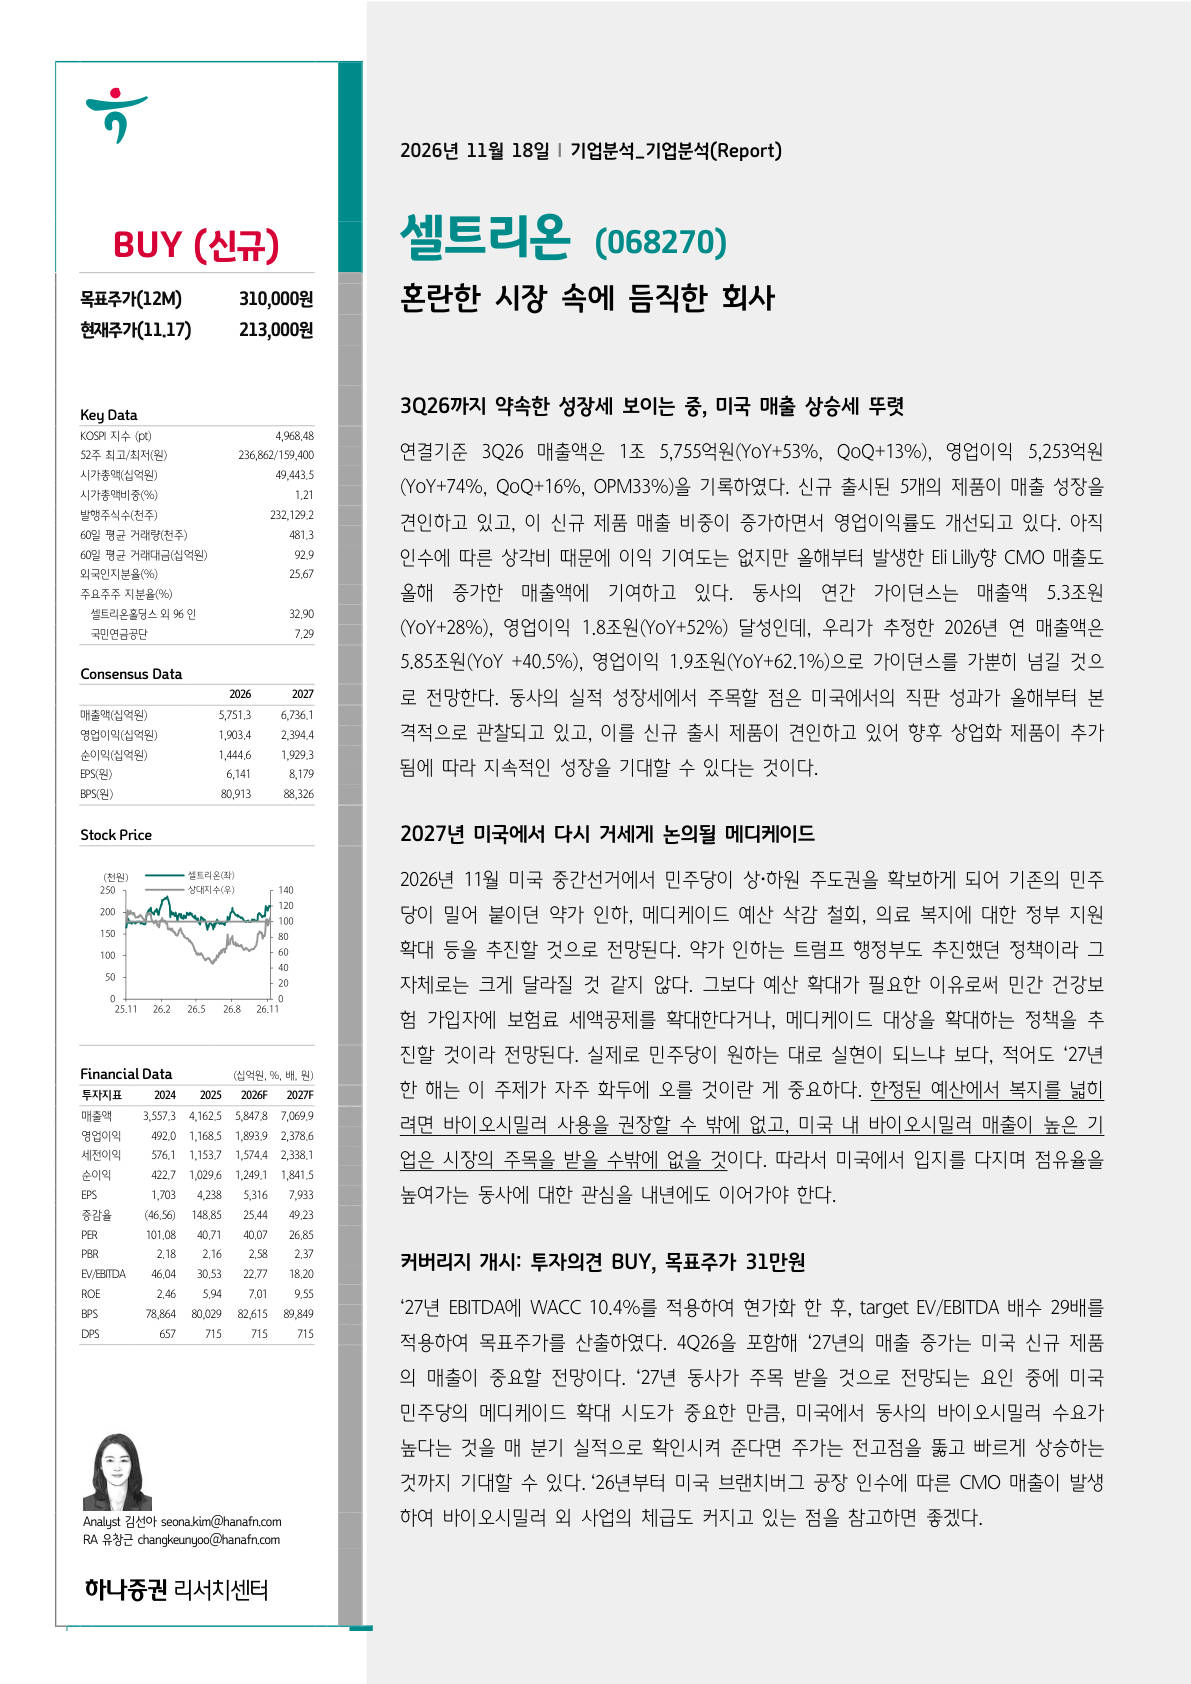 2026년 11월 18일 | 기업분석_기업분석(Report)
BUY (신규)
목표주가(12M) 310,000원
현재주가(11.17) 213,000원
Key Data
KOSPI 지수 (pt) 4,968.48
52주 최고/최저(원) 236,862/159,400
시가총액(십억원) 49,443.5
시가총액비중(%) 1.21
발행주식수(천주) 232,129.2
60일 평균 거래량(천주) 481.3
60일 평균 거래대금(십억원) 92.9
외국인지분율(%) 25.67
주요주주 지분율(%)
셀트리온홀딩스 외 96 인 32.90
국민연금공단 7.29
Consensus Data
2026 2027
매출액(십억원) 5,751.3 6,736.1
영업이익(십억원) 1,903.4 2,394.4
순이익(십억원) 1,444.6 1,929.3
EPS(원) 6,141 8,179
BPS(원) 80,913 88,326
Stock Price
(천원)
셀트리온(좌)
상대지수(우)
250 140
200 120
150 100
100 80
50 60
0 40
20
0
25.11 26.2 26.5 26.8 26.11
Financial Data (십억원, %, 배, 원)
투자지표 2024 2025 2026F 2027F
매출액 3,557.3 4,162.5 5,847.8 7,069.9
영업이익 492.0 1,168.5 1,893.9 2,378.6
세전이익 576.1 1,153.7 1,574.4 2,338.1
순이익 422.7 1,029.6 1,249.1 1,841.5
EPS 1,703 4,238 5,316 7,933
증감율 (46.56) 148.85 25.44 49.23
PER 101.08 40.71 40.07 26.85
PBR 2.18 2.16 2.58 2.37
EV/EBITDA 46.04 30.53 22.77 18.20
ROE 2.46 5.94 7.01 9.55
BPS 78,864 80,029 82,615 89,849
DPS 657 715 715 715
Analyst 김선아 seona.kim@hanafn.com
RA 유창근 changkeunyoo@hanafn.com
하나증권 리서치센터
셀트리온 (068270)
혼란한 시장 속에 듬직한 회사
3Q26까지 약속한 성장세 보이는 중, 미국 매출 상승세 뚜렷
연결기준 3Q26 매출액은 1조 5,755억원(YoY+53%, QoQ+13%), 영업이익 5,253억원
(YoY+74%, QoQ+16%, OPM33%)을 기록하였다. 신규 출시된 5개의 제품이 매출 성장을
견인하고 있고, 이 신규 제품 매출 비중이 증가하면서 영업이익률도 개선되고 있다. 아직
인수에 따른 상각비 때문에 이익 기여도는 없지만 올해부터 발생한 Eli Lilly향 CMO 매출도
올해 증가한 매출액에 기여하고 있다. 동사의 연간 가이던스는 매출액 5.3조원
(YoY+28%), 영업이익 1.8조원(YoY+52%) 달성인데, 우리가 추정한 2026년 연 매출액은
5.85조원(YoY +40.5%), 영업이익 1.9조원(YoY+62.1%)으로 가이던스를 가뿐히 넘길 것으
로 전망한다. 동사의 실적 성장세에서 주목할 점은 미국에서의 직판 성과가 올해부터 본
격적으로 관찰되고 있고, 이를 신규 출시 제품이 견인하고 있어 향후 상업화 제품이 추가
됨에 따라 지속적인 성장을 기대할 수 있다는 것이다.
2027년 미국에서 다시 거세게 논의될 메디케이드
2026년 11월 미국 중간선거에서 민주당이 상·하원 주도권을 확보하게 되어 기존의 민주
당이 밀어 붙이던 약가 인하, 메디케이드 예산 삭감 철회, 의료 복지에 대한 정부 지원
확대 등을 추진할 것으로 전망된다. 약가 인하는 트럼프 행정부도 추진했던 정책이라 그
자체로는 크게 달라질 것 같지 않다. 그보다 예산 확대가 필요한 이유로써 민간 건강보
험 가입자에 보험료 세액공제를 확대한다거나, 메디케이드 대상을 확대하는 정책을 추
진할 것이라 전망된다. 실제로 민주당이 원하는 대로 실현이 되느냐 보다, 적어도 ‘27년
한 해는 이 주제가 자주 화두에 오를 것이란 게 중요하다. 한정된 예산에서 복지를 넓히
려면 바이오시밀러 사용을 권장할 수 밖에 없고, 미국 내 바이오시밀러 매출이 높은 기
업은 시장의 주목을 받을 수밖에 없을 것이다. 따라서 미국에서 입지를 다지며 점유율을
높여가는 동사에 대한 관심을 내년에도 이어가야 한다.
커버리지 개시: 투자의견 BUY, 목표주가 31만원
‘27년 EBITDA에 WACC 10.4%를 적용하여 현가화 한 후, target EV/EBITDA 배수 29배를
적용하여 목표주가를 산출하였다. 4Q26을 포함해 ‘27년의 매출 증가는 미국 신규 제품
의 매출이 중요할 전망이다. ‘27년 동사가 주목 받을 것으로 전망되는 요인 중에 미국
민주당의 메디케이드 확대 시도가 중요한 만큼, 미국에서 동사의 바이오시밀러 수요가
높다는 것을 매 분기 실적으로 확인시켜 준다면 주가는 전고점을 뚫고 빠르게 상승하는
것까지 기대할 수 있다. ‘26년부터 미국 브랜치버그 공장 인수에 따른 CMO 매출이 발생
하여 바이오시밀러 외 사업의 체급도 커지고 있는 점을 참고하면 좋겠다.